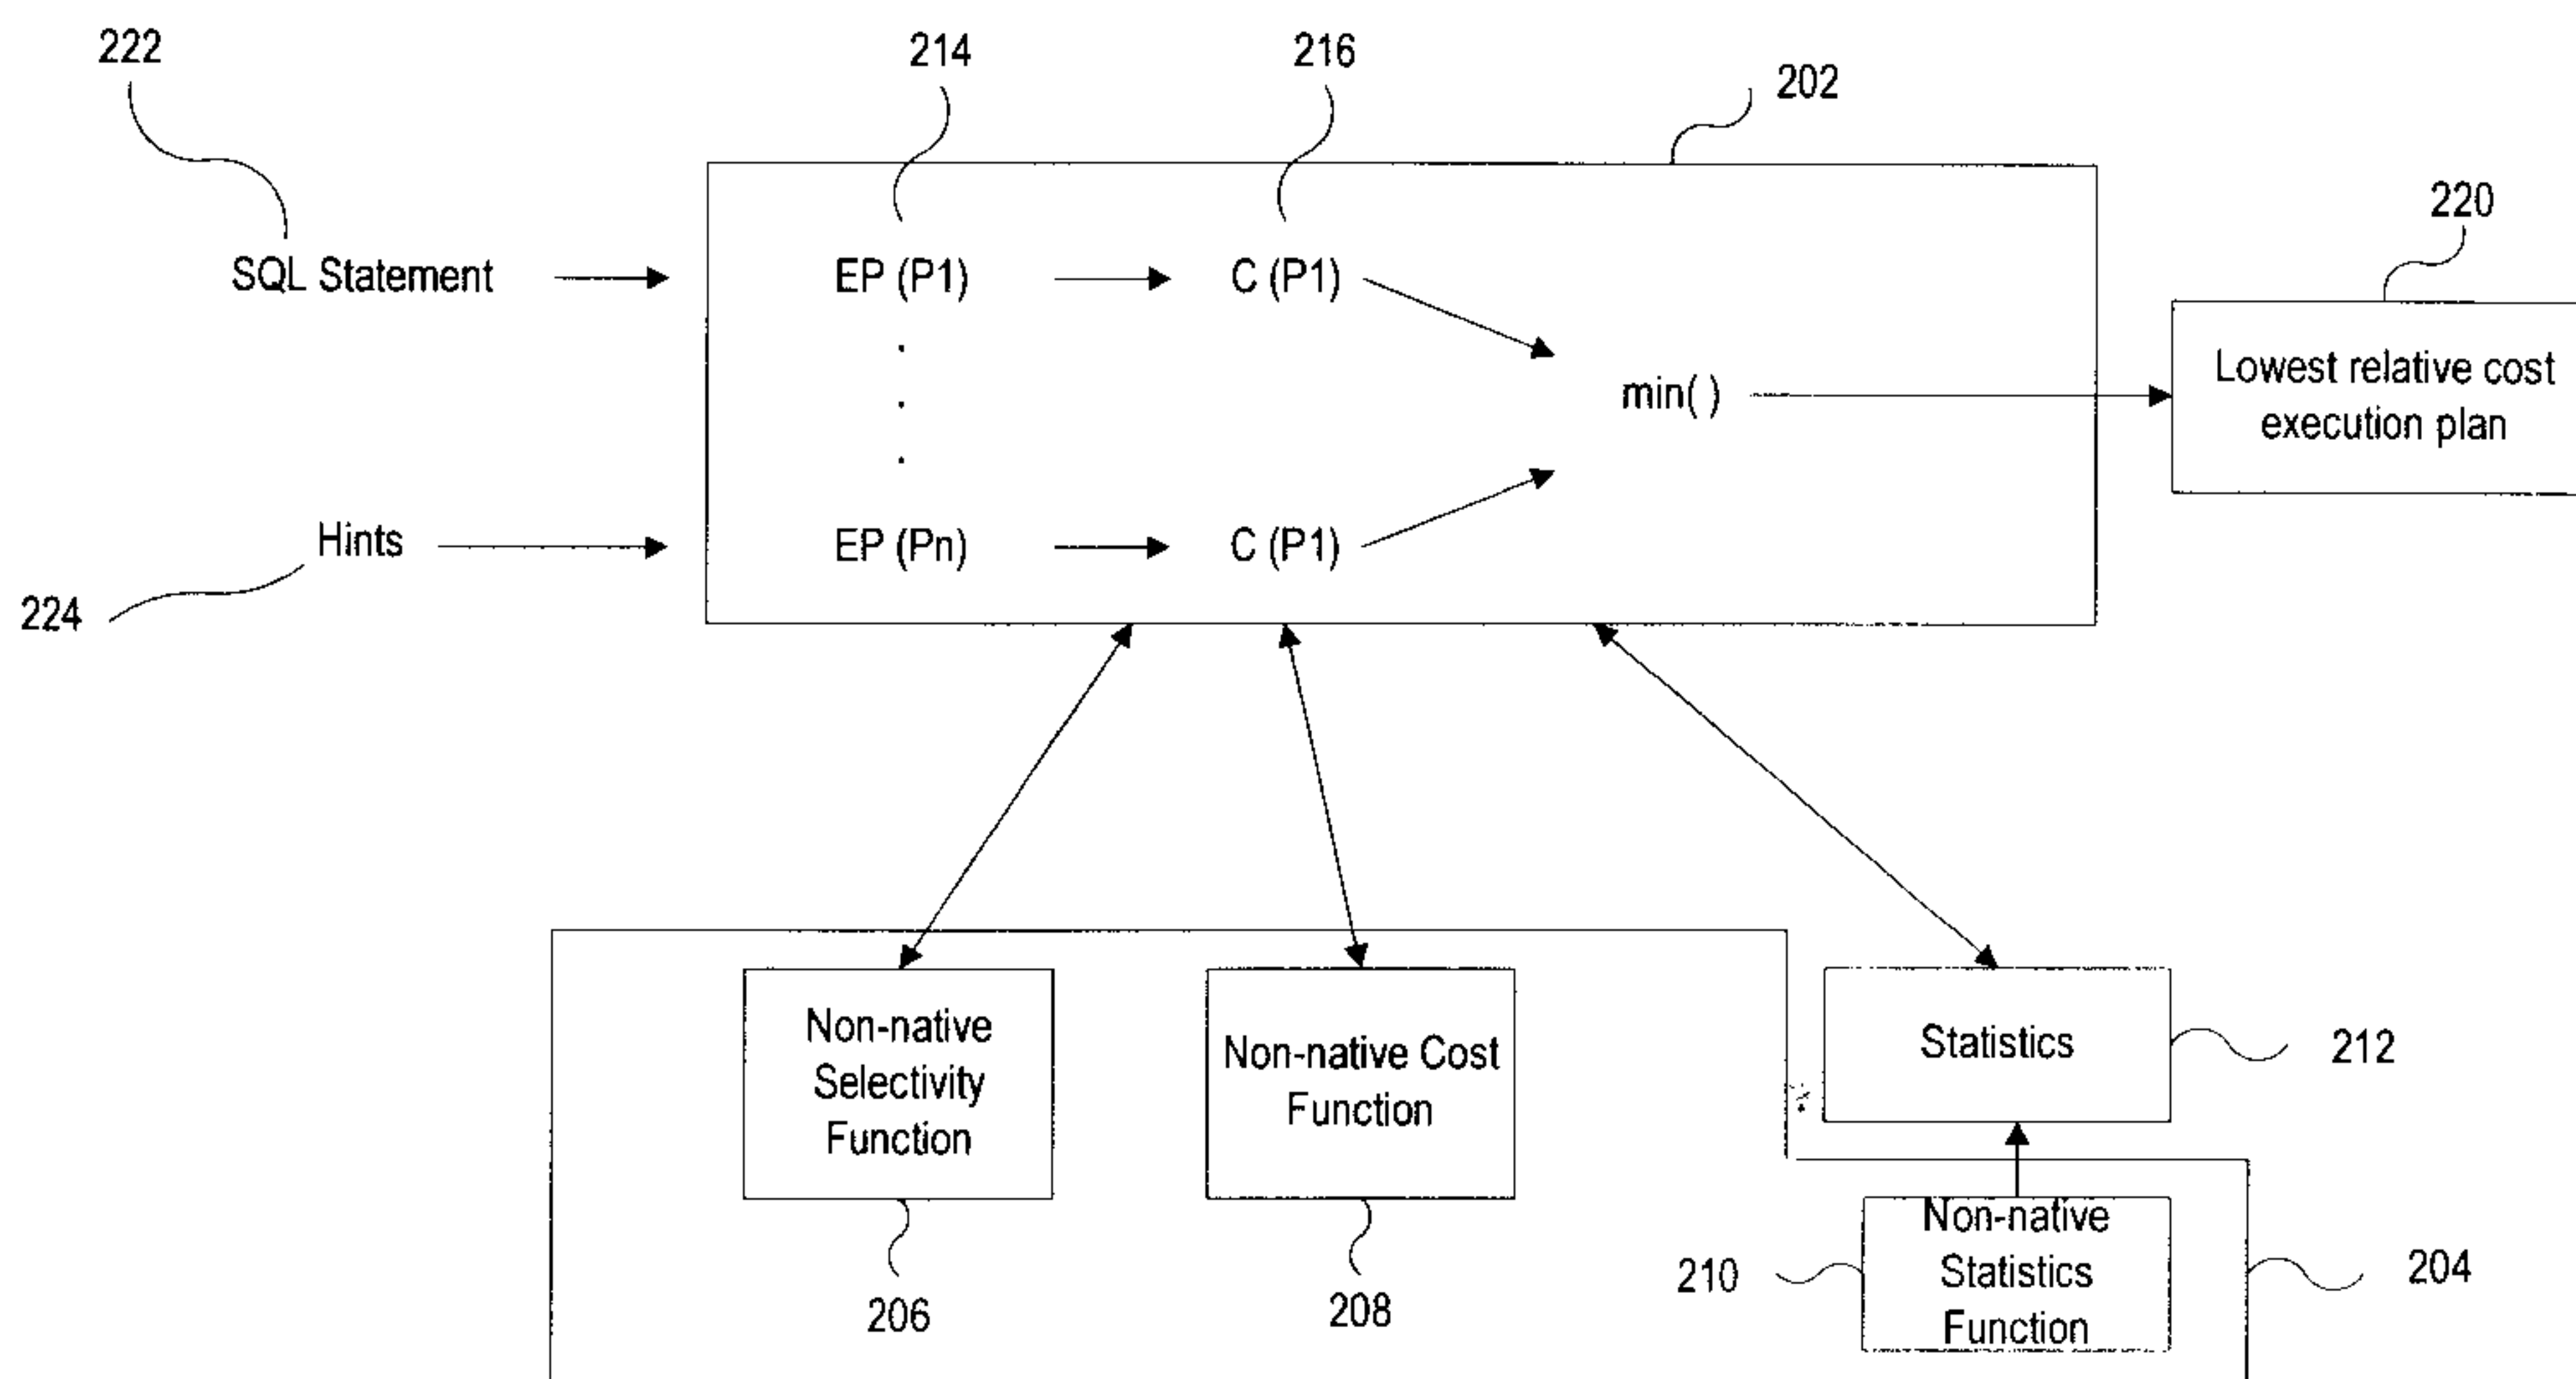 222
214
216
202
220
SQL Statement
EP (P1)
C (P1)
Lowest relative cost
execution plan
.
.
.
min( )
Hints
EP (Pn)
C (P1)
224
Non-native
Selectivity
Function
Non-native Cost
Function
Statistics
212
206
208
210
Non-native
Statistics
Function
204